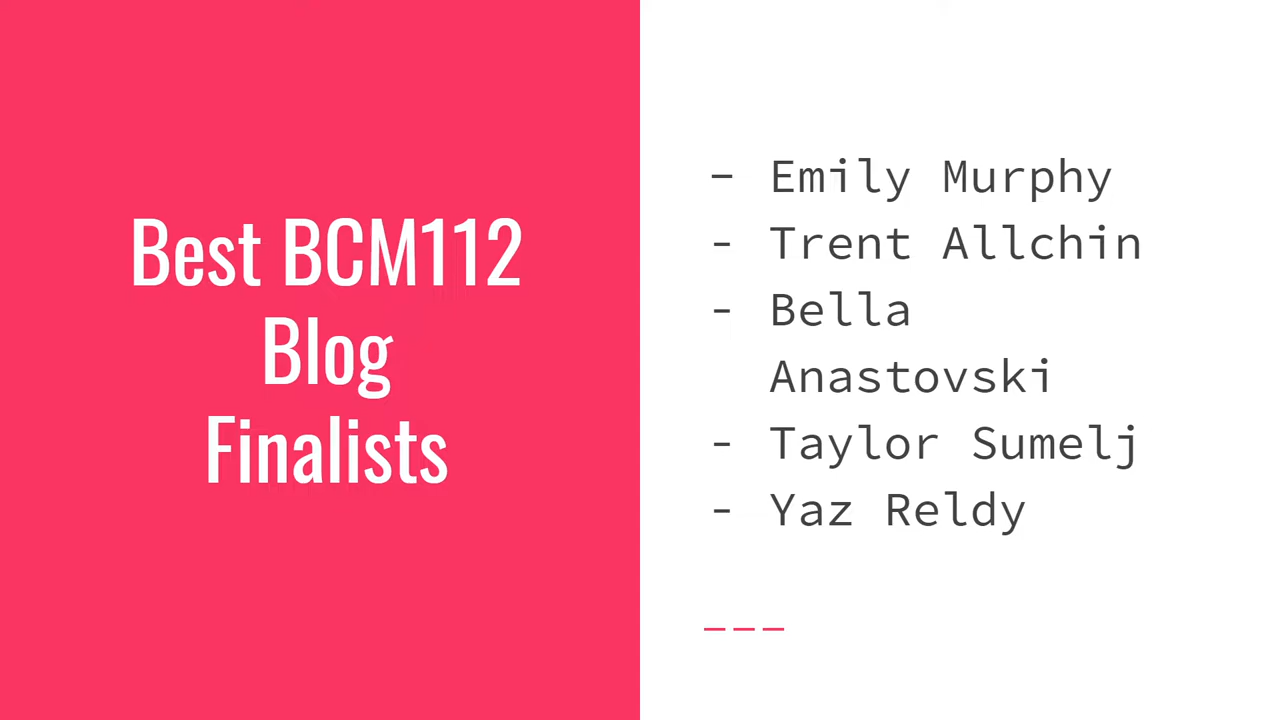 Best BCM112
Blog
Finalists
- Emily Murphy
- Trent Allchin
- Bella
Anastovski
- Taylor Sumelj
- Yaz Reldy